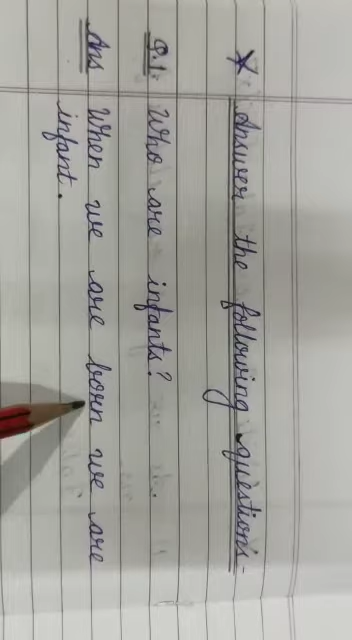 * Answer the following questions-
Q.1. Who are infants?
Ans When we are born we are
infant.